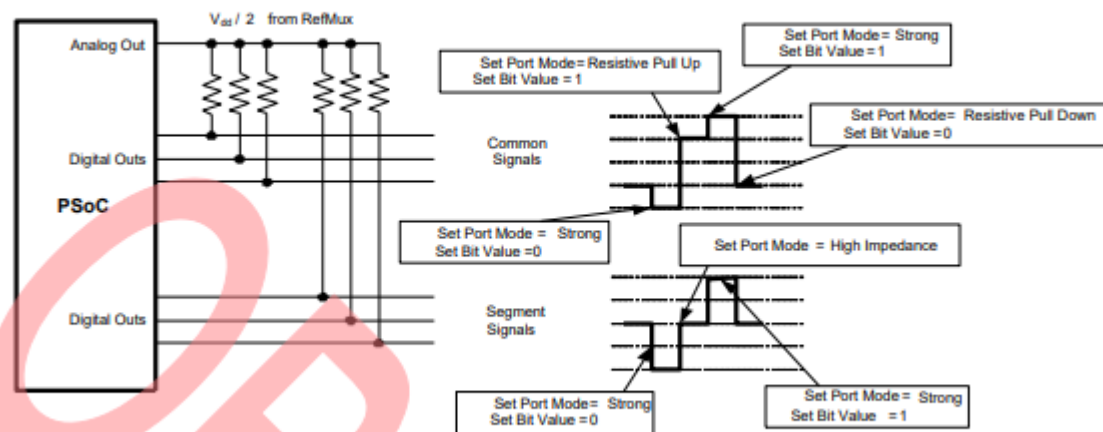 V_dd / 2 from RefMux
Analog Out
Digital Outs
PSoC
Digital Outs
Set Port Mode= Strong
Set Bit Value = 1
Set Port Mode= Resistive Pull Up
Set Bit Value = 1
Set Port Mode= Resistive Pull Down
Set Bit Value =0
Common
Signals
Set Port Mode = Strong
Set Bit Value =0
Set Port Mode = High Impedance
Segment
Signals
Set Port Mode= Strong
Set Bit Value =0
Set Port Mode= Strong
Set Bit Value = 1